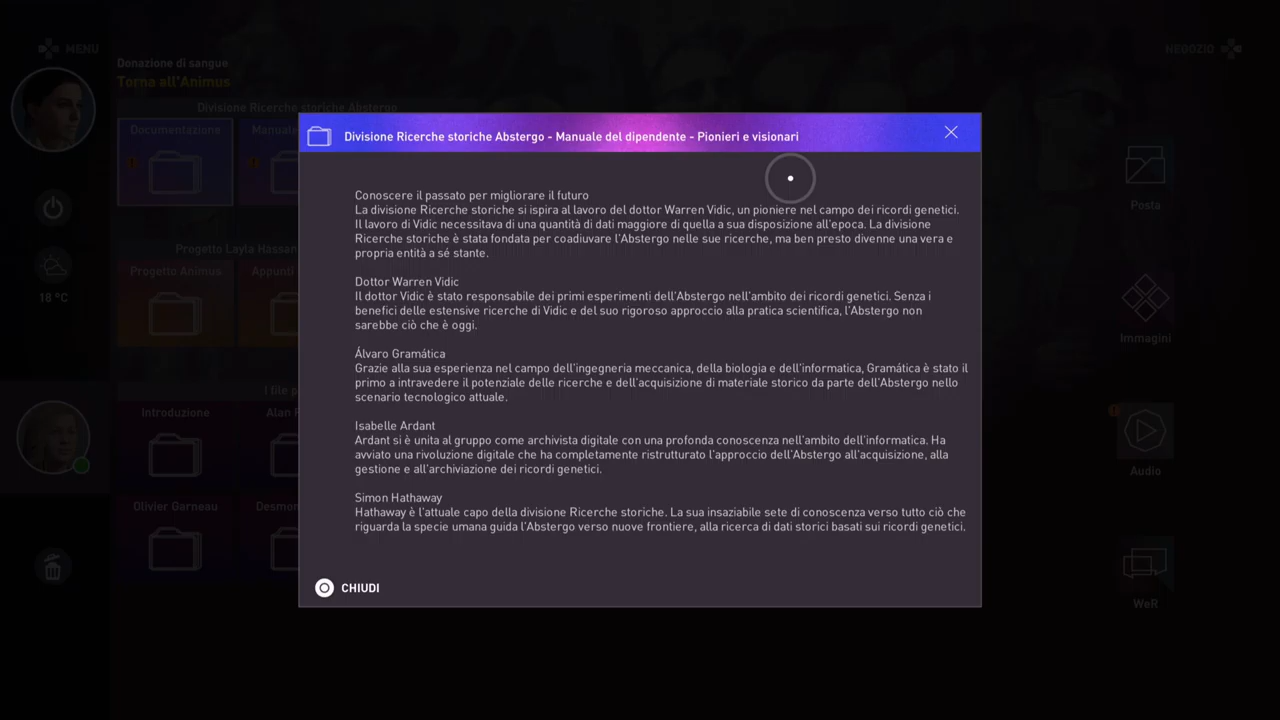 MENU
NEGOZIO
Donazione di sangue
Torna all'Animus
Divisione Ricerche storiche Abstergo
Documentazione
Manuale
Divisione Ricerche storiche Abstergo - Manuale del dipendente - Pionieri e visionari
Conoscere il passato per migliorare il futuro
La divisione Ricerche storiche si ispira al lavoro del dottor Warren Vidic, un pioniere nel campo dei ricordi genetici.
Il lavoro di Vidic necessitava di una quantità di dati maggiore di quella a sua disposizione all'epoca. La divisione
Ricerche storiche è stata fondata per coadiuvare l'Abstergo nelle sue ricerche, ma ben presto divenne una vera e
propria entità a sé stante.
Dottor Warren Vidic
Il dottor Vidic è stato responsabile dei primi esperimenti dell'Abstergo nell'ambito dei ricordi genetici. Senza i
benefici delle estensive ricerche di Vidic e del suo rigoroso approccio alla pratica scientifica, l'Abstergo non
sarebbe ciò che è oggi.
Álvaro Gramática
Grazie alla sua esperienza nel campo dell'ingegneria meccanica, della biologia e dell'informatica, Gramática è stato il
primo a intravedere il potenziale delle ricerche e dell'acquisizione di materiale storico da parte dell'Abstergo nello
scenario tecnologico attuale.
Isabelle Ardant
Ardant si è unita al gruppo come archivista digitale con una profonda conoscenza nell'ambito dell'informatica. Ha
avviato una rivoluzione digitale che ha completamente ristrutturato l'approccio dell'Abstergo all'acquisizione, alla
gestione e all'archiviazione dei ricordi genetici.
Simon Hathaway
Hathaway è l'attuale capo della divisione Ricerche storiche. La sua insaziabile sete di conoscenza verso tutto ciò che
riguarda la specie umana guida l'Abstergo verso nuove frontiere, alla ricerca di dati storici basati sui ricordi genetici.
CHIUDI
18 °C
Progetto Layla Hassan
Progetto Animus
Appunti
I file p
Introduzione
Alan
Olivier Garneau
Desmon
Posta
Immagini
Audio
WeR